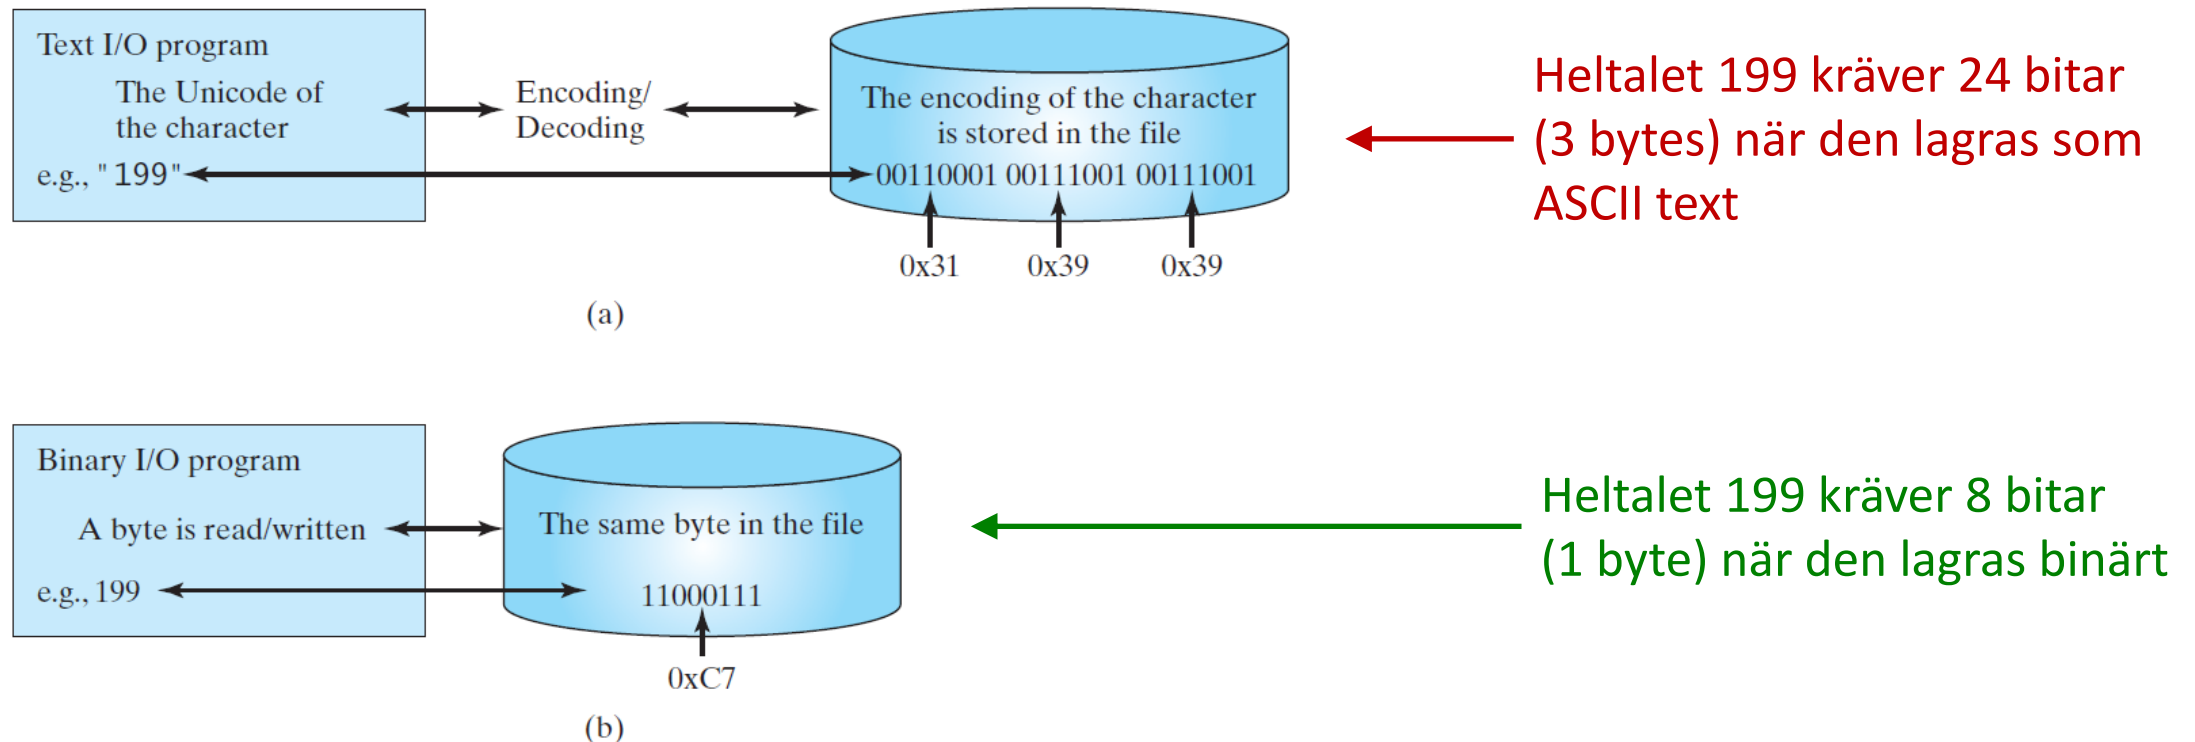 Text I/O program
The Unicode of
the character
e.g., "199"
Encoding/
Decoding
The encoding of the character
is stored in the file
00110001 00111001 00111001
0x31 0x39 0x39
(a)
Heltalet 199 kräver 24 bitar
(3 bytes) när den lagras som
ASCII text
Binary I/O program
A byte is read/written
e.g., 199
The same byte in the file
11000111
0xC7
(b)
Heltalet 199 kräver 8 bitar
(1 byte) när den lagras binärt